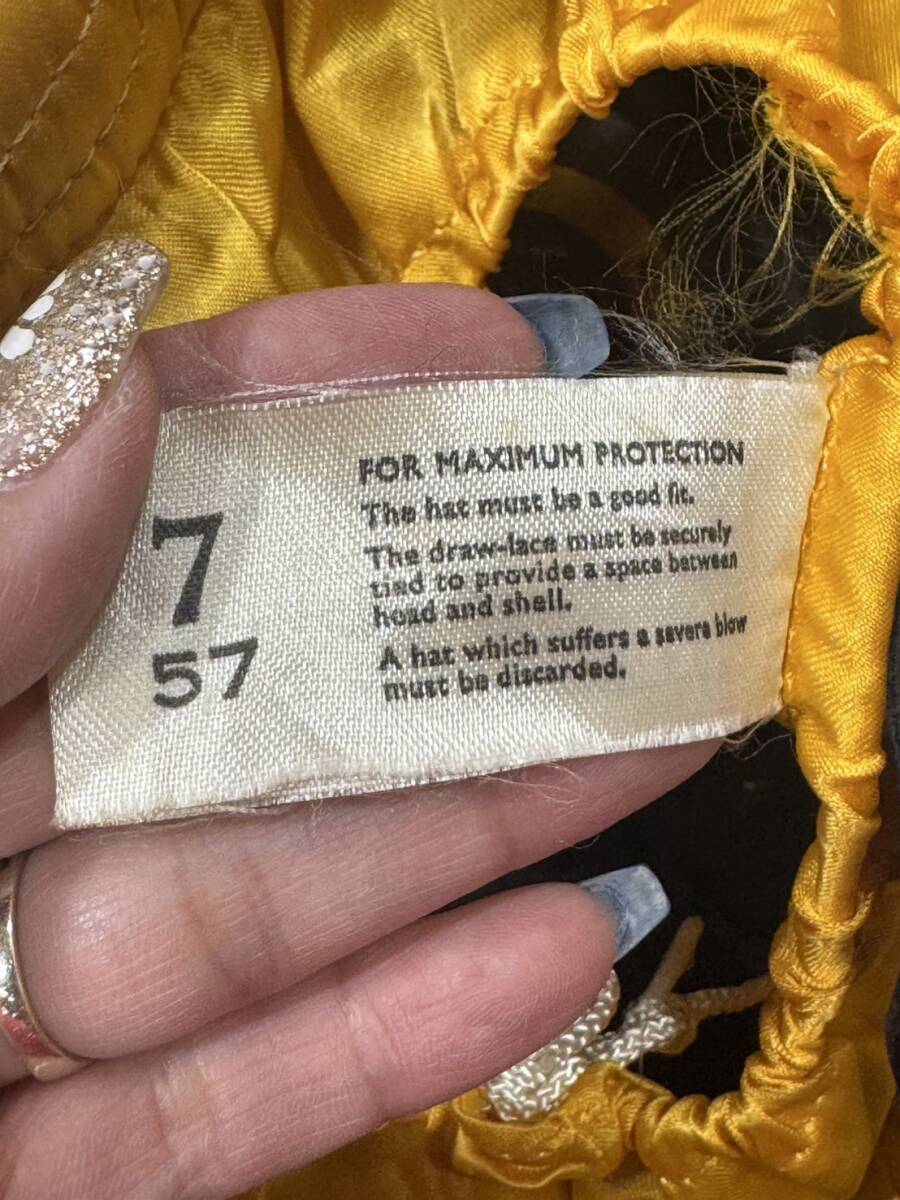 7
57
FOR MAXIMUM PROTECTION
The hat must be a good fit.
The draw-lace must be securely
tied to provide a space between
head and shell.
A hat which suffers a severe blow
must be discarded.